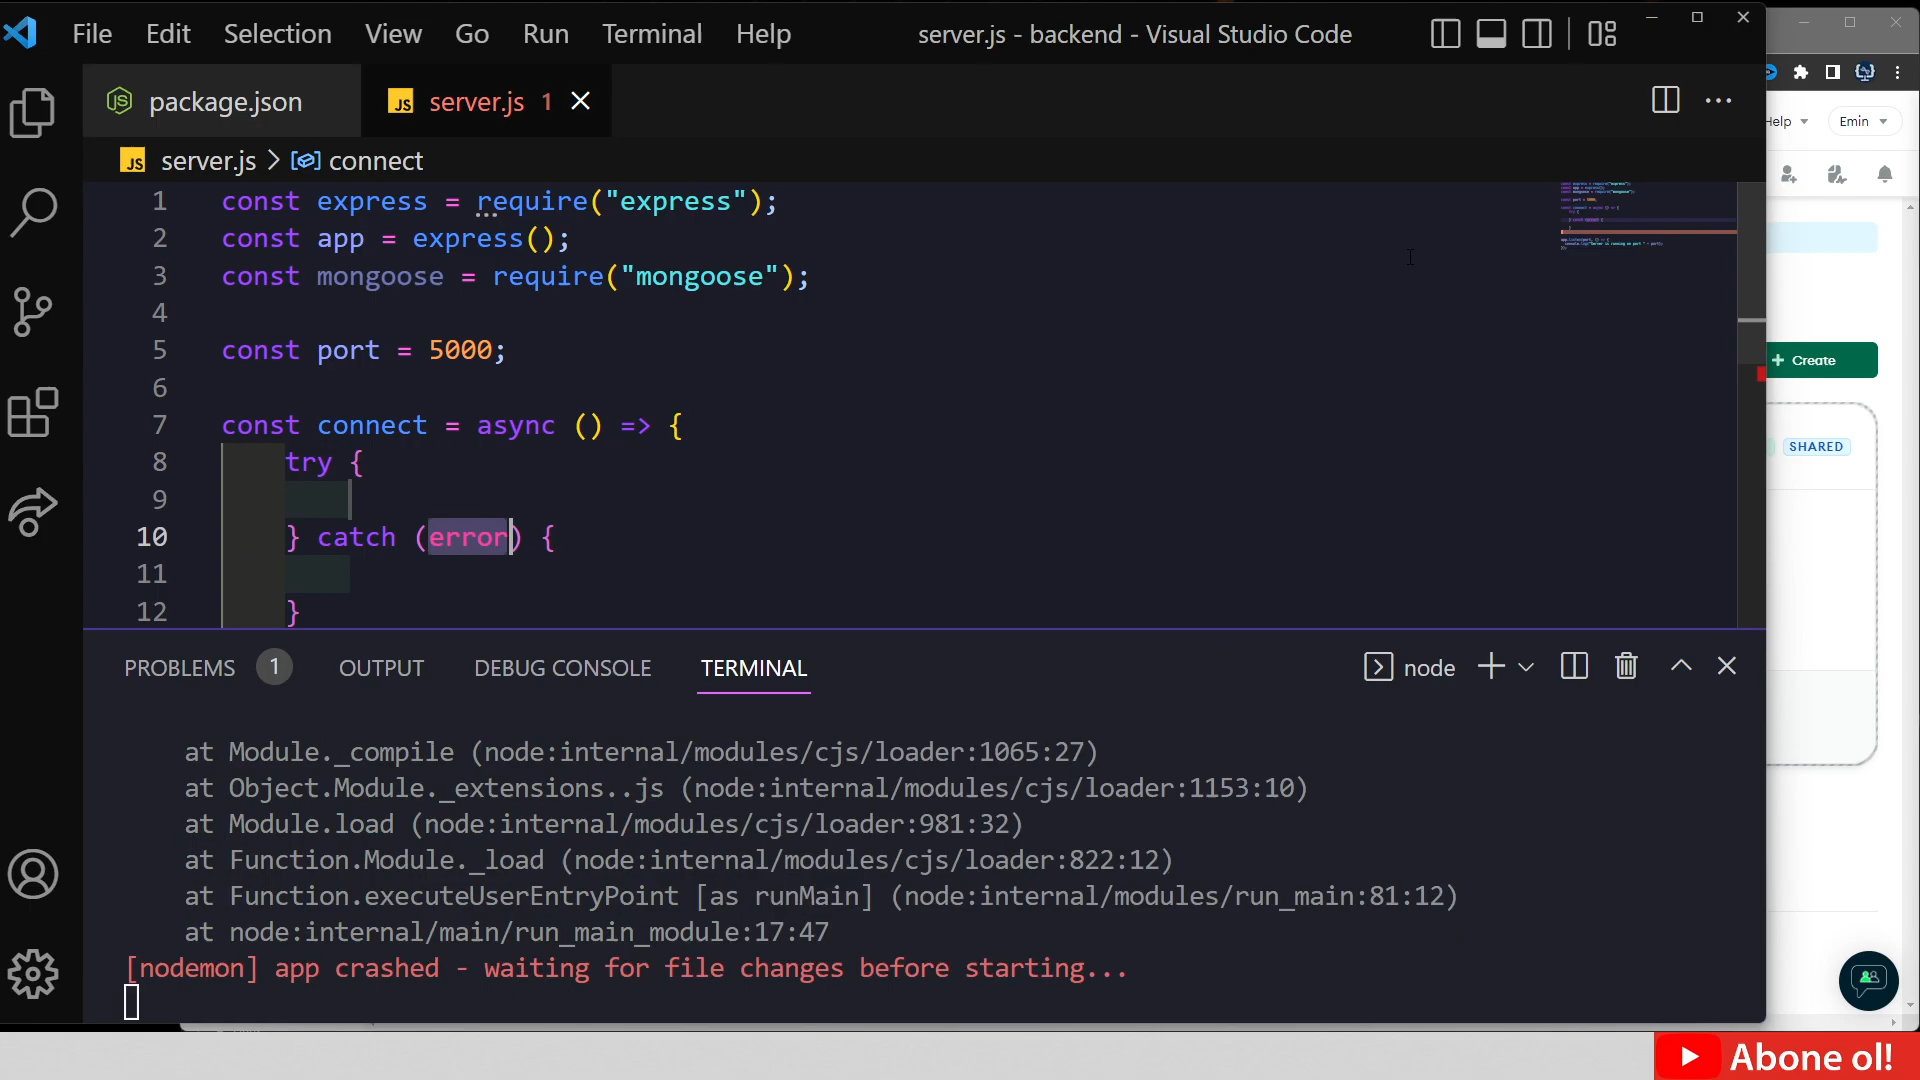 File Edit Selection View Go Run Terminal Help server.js - backend - Visual Studio Code
package.json JS server.js 1
JS server.js > connect
1 const express = require("express");
2 const app = express();
3 const mongoose = require("mongoose");
4
5 const port = 5000;
6
7 const connect = async () => {
8 try {
9
10 } catch (error) {
11
12 }
PROBLEMS 1 OUTPUT DEBUG CONSOLE TERMINAL node
at Module._compile (node:internal/modules/cjs/loader:1065:27)
at Object.Module._extensions..js (node:internal/modules/cjs/loader:1153:10)
at Module.load (node:internal/modules/cjs/loader:981:32)
at Function.Module._load (node:internal/modules/cjs/loader:822:12)
at Function.executeUserEntryPoint [as runMain] (node:internal/modules/run_main:81:12)
at node:internal/main/run_main_module:17:47
[nodemon] app crashed - waiting for file changes before starting...
Help Emin
+ Create
SHARED
Abone ol!